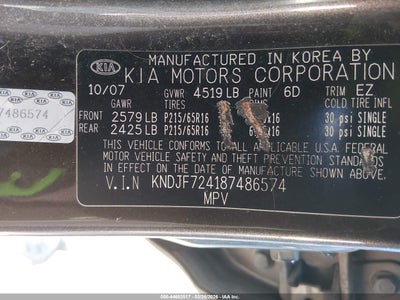 MANUFACTURED IN KOREA BY
KIA KIA MOTORS CORPORATION
10/07 GVWR 4519 LB PAINT 6D TRIM EZ
GAWR TIRES COLD TIRE INFL
FRONT 2579 LB P215/65R16 30 psi SINGLE
REAR 2425 LB P215/65R16 30 psi SINGLE
THIS VEHICLE CONFORMS TO ALL APPLICABLE U.S.A FEDERAL
MOTOR VEHICLE SAFETY AND THEFT PREVENTION STANDARDS
IN EFFECT ON THE DATE OF MANUFACTURE SHOWN ABOVE
V.I.N KNDJF724187486574
MPV
7486574